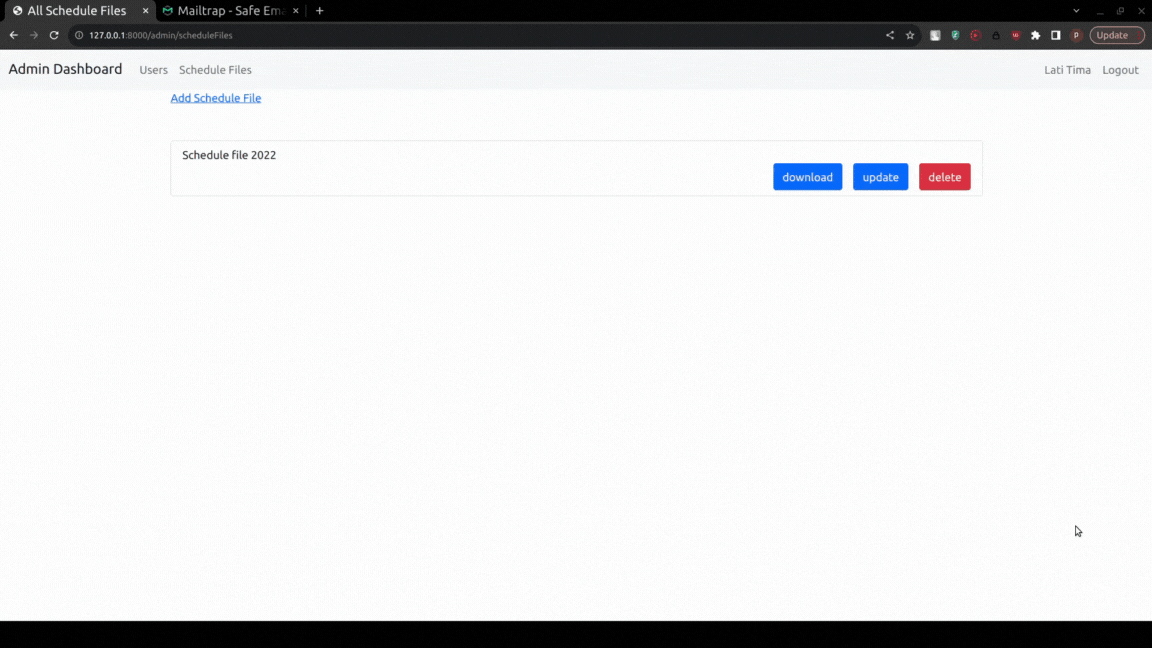 All Schedule Files
Mailtrap - Safe Ema
127.0.0.1:8000/admin/scheduleFiles
Update
Admin Dashboard Users Schedule Files Lati Tima Logout
Add Schedule File
Schedule file 2022
download update delete